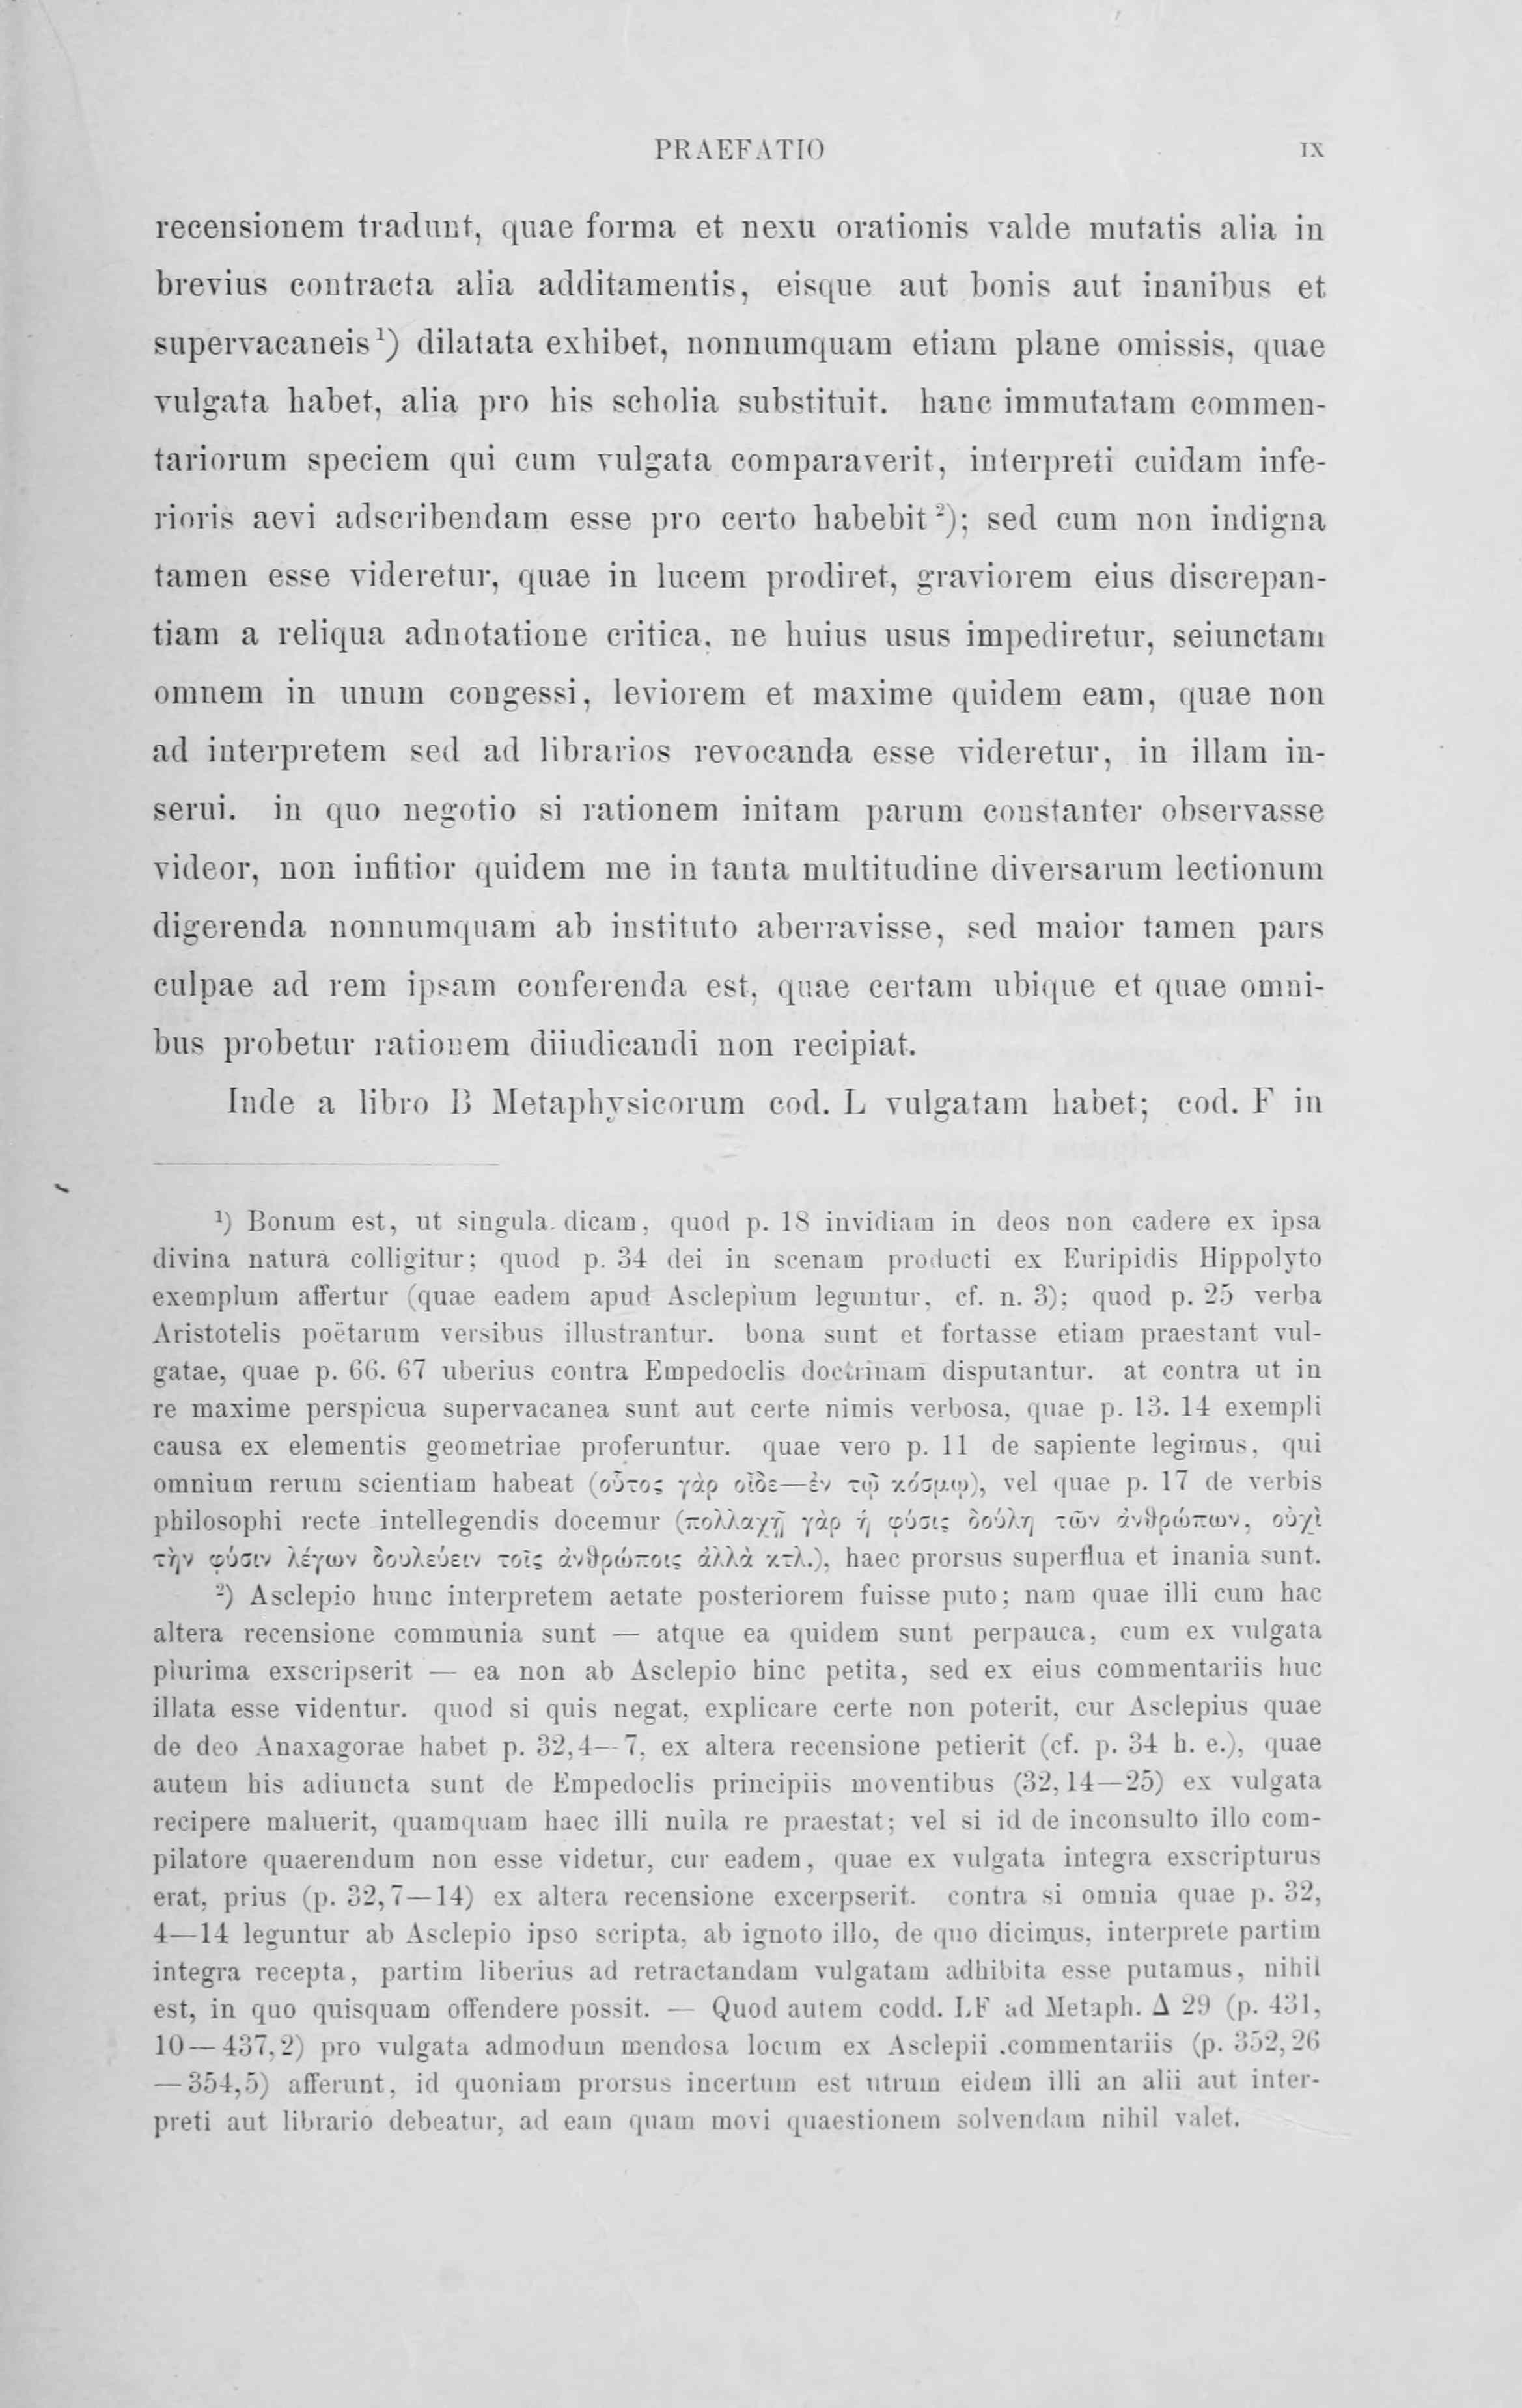 PRAEFATIO IX
recensionem tradunt, quae forma et nexu orationis valde mutatis alia in
brevius contracta alia additamentis, eisque aut bonis aut inanibus et
supervacaneis ¹) dilatata exhibet, nonnumquam etiam plane omissis, quae
vulgata habet, alia pro his scholia substituit. hanc immutatam commen-
tariorum speciem qui cum vulgata comparaverit, interpreti cuidam infe-
rioris aevi adscribendam esse pro certo habebit ²); sed cum non indigna
tamen esse videretur, quae in lucem prodiret, graviorem eius discrepan-
tiam a reliqua adnotatione critica, ne huius usus impediretur, seiunctam
omnem in unum congessi, leviorem et maxime quidem eam, quae non
ad interpretem sed ad librarios revocanda esse videretur, in illam in-
serui. in quo negotio si rationem initam parum constanter observasse
videor, non infitior quidem me in tanta multitudine diversarum lectionum
digerenda nonnumquam ab instituto aberravisse, sed maior tamen pars
culpae ad rem ipsam conferenda est, quae certam ubique et quae omni-
bus probetur rationem diiudicandi non recipiat.
Inde a libro B Metaphysicorum cod. L vulgatam habet; cod. F in
¹) Bonum est, ut singula dicam, quod p. 18 invidiam in deos non cadere ex ipsa
divina natura colligitur; quod p. 34 dei in scenam producti ex Euripidis Hippolyto
exemplum affertur (quae eadem apud Asclepium leguntur, cf. n. 3); quod p. 25 verba
Aristotelis poëtarum versibus illustrantur. bona sunt et fortasse etiam praestant vul-
gatae, quae p. 66. 67 uberius contra Empedoclis doctrinam disputantur. at contra ut in
re maxime perspicua supervacanea sunt aut certe nimis verbosa, quae p. 13. 14 exempli
causa ex elementis geometriae proferuntur. quae vero p. 11 de sapiente legimus, qui
omnium rerum scientiam habeat (οὗτος γὰρ οἶδε—ἐν τῷ κόσμῳ), vel quae p. 17 de verbis
philosophi recte intellegendis docemur (πολλαχῇ γὰρ ἡ φύσις δούλη τῶν ἀνθρώπων, οὐχὶ
τὴν φύσιν λέγων δουλεύειν τοῖς ἀνθρώποις ἀλλὰ κτλ.), haec prorsus superflua et inania sunt.
²) Asclepio hunc interpretem aetate posteriorem fuisse puto; nam quae illi cum hac
altera recensione communia sunt — atque ea quidem sunt perpauca, cum ex vulgata
plurima exscripserit — ea non ab Asclepio hinc petita, sed ex eius commentariis huc
illata esse videntur. quod si quis negat, explicare certe non poterit, cur Asclepius quae
de deo Anaxagorae habet p. 32,4—7, ex altera recensione petierit (cf. p. 34 h. e.), quae
autem his adiuncta sunt de Empedoclis principiis moventibus (32,14—25) ex vulgata
recipere maluerit, quamquam haec illi nulla re praestat; vel si id de inconsulto illo com-
pilatore quaerendum non esse videtur, cur eadem, quae ex vulgata integra exscripturus
erat, prius (p. 32,7—14) ex altera recensione excerpserit. contra si omnia quae p. 32,
4—14 leguntur ab Asclepio ipso scripta, ab ignoto illo, de quo dicimus, interprete partim
integra recepta, partim liberius ad retractandam vulgatam adhibita esse putamus, nihil
est, in quo quisquam offendere possit. — Quod autem codd. LF ad Metaph. Δ 29 (p. 431,
10—437,2) pro vulgata admodum mendosa locum ex Asclepii commentariis (p. 352,26
—354,5) afferunt, id quoniam prorsus incertum est utrum eidem illi an alii aut inter-
preti aut librario debeatur, ad eam quam movi quaestionem solvendam nihil valet.